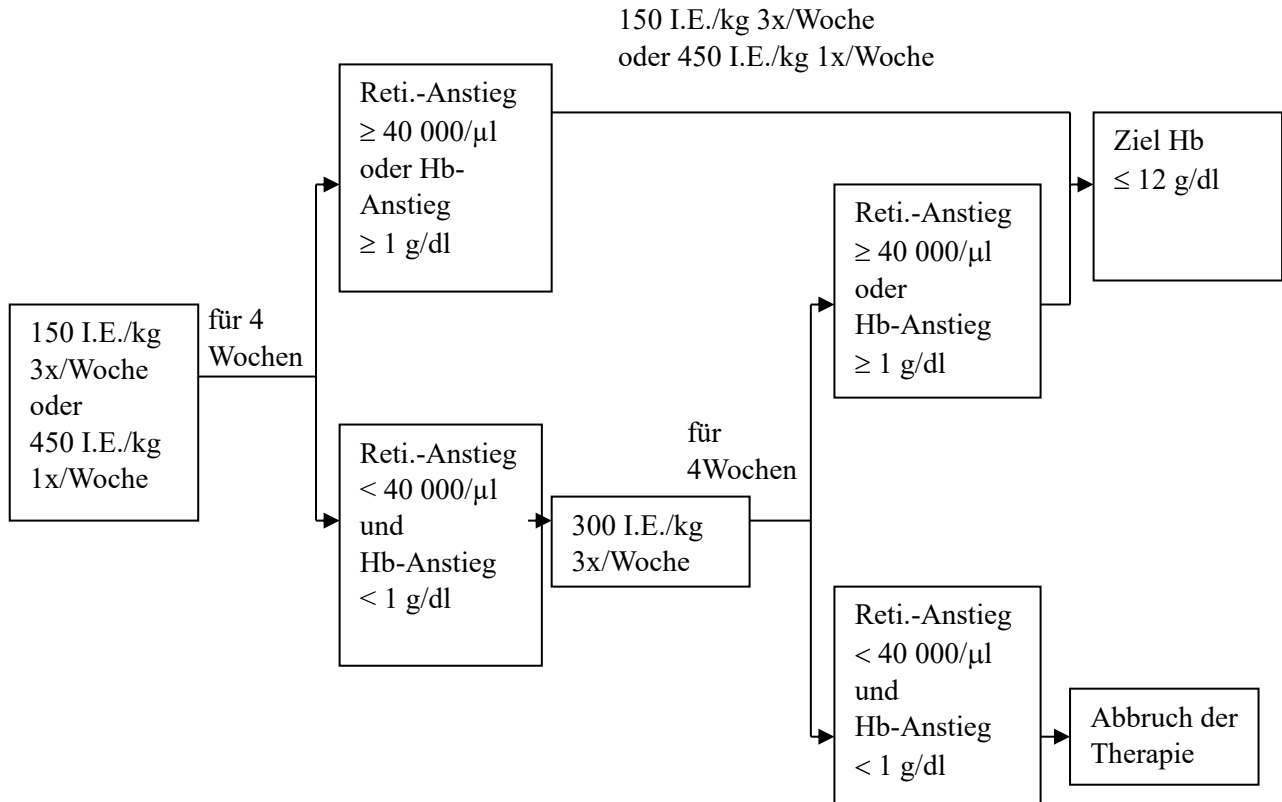 150 I.E./kg 3x/Woche
oder 450 I.E./kg 1x/Woche
Reti.-Anstieg
≥ 40 000/µl
oder Hb-
Anstieg
≥ 1 g/dl
Ziel Hb
≤ 12 g/dl
Reti.-Anstieg
≥ 40 000/µl
oder
Hb-Anstieg
≥ 1 g/dl
150 I.E./kg
3x/Woche
oder
450 I.E./kg
1x/Woche
für 4
Wochen
Reti.-Anstieg
< 40 000/µl
und
Hb-Anstieg
< 1 g/dl
300 I.E./kg
3x/Woche
für
4Wochen
Reti.-Anstieg
< 40 000/µl
und
Hb-Anstieg
< 1 g/dl
Abbruch der
Therapie